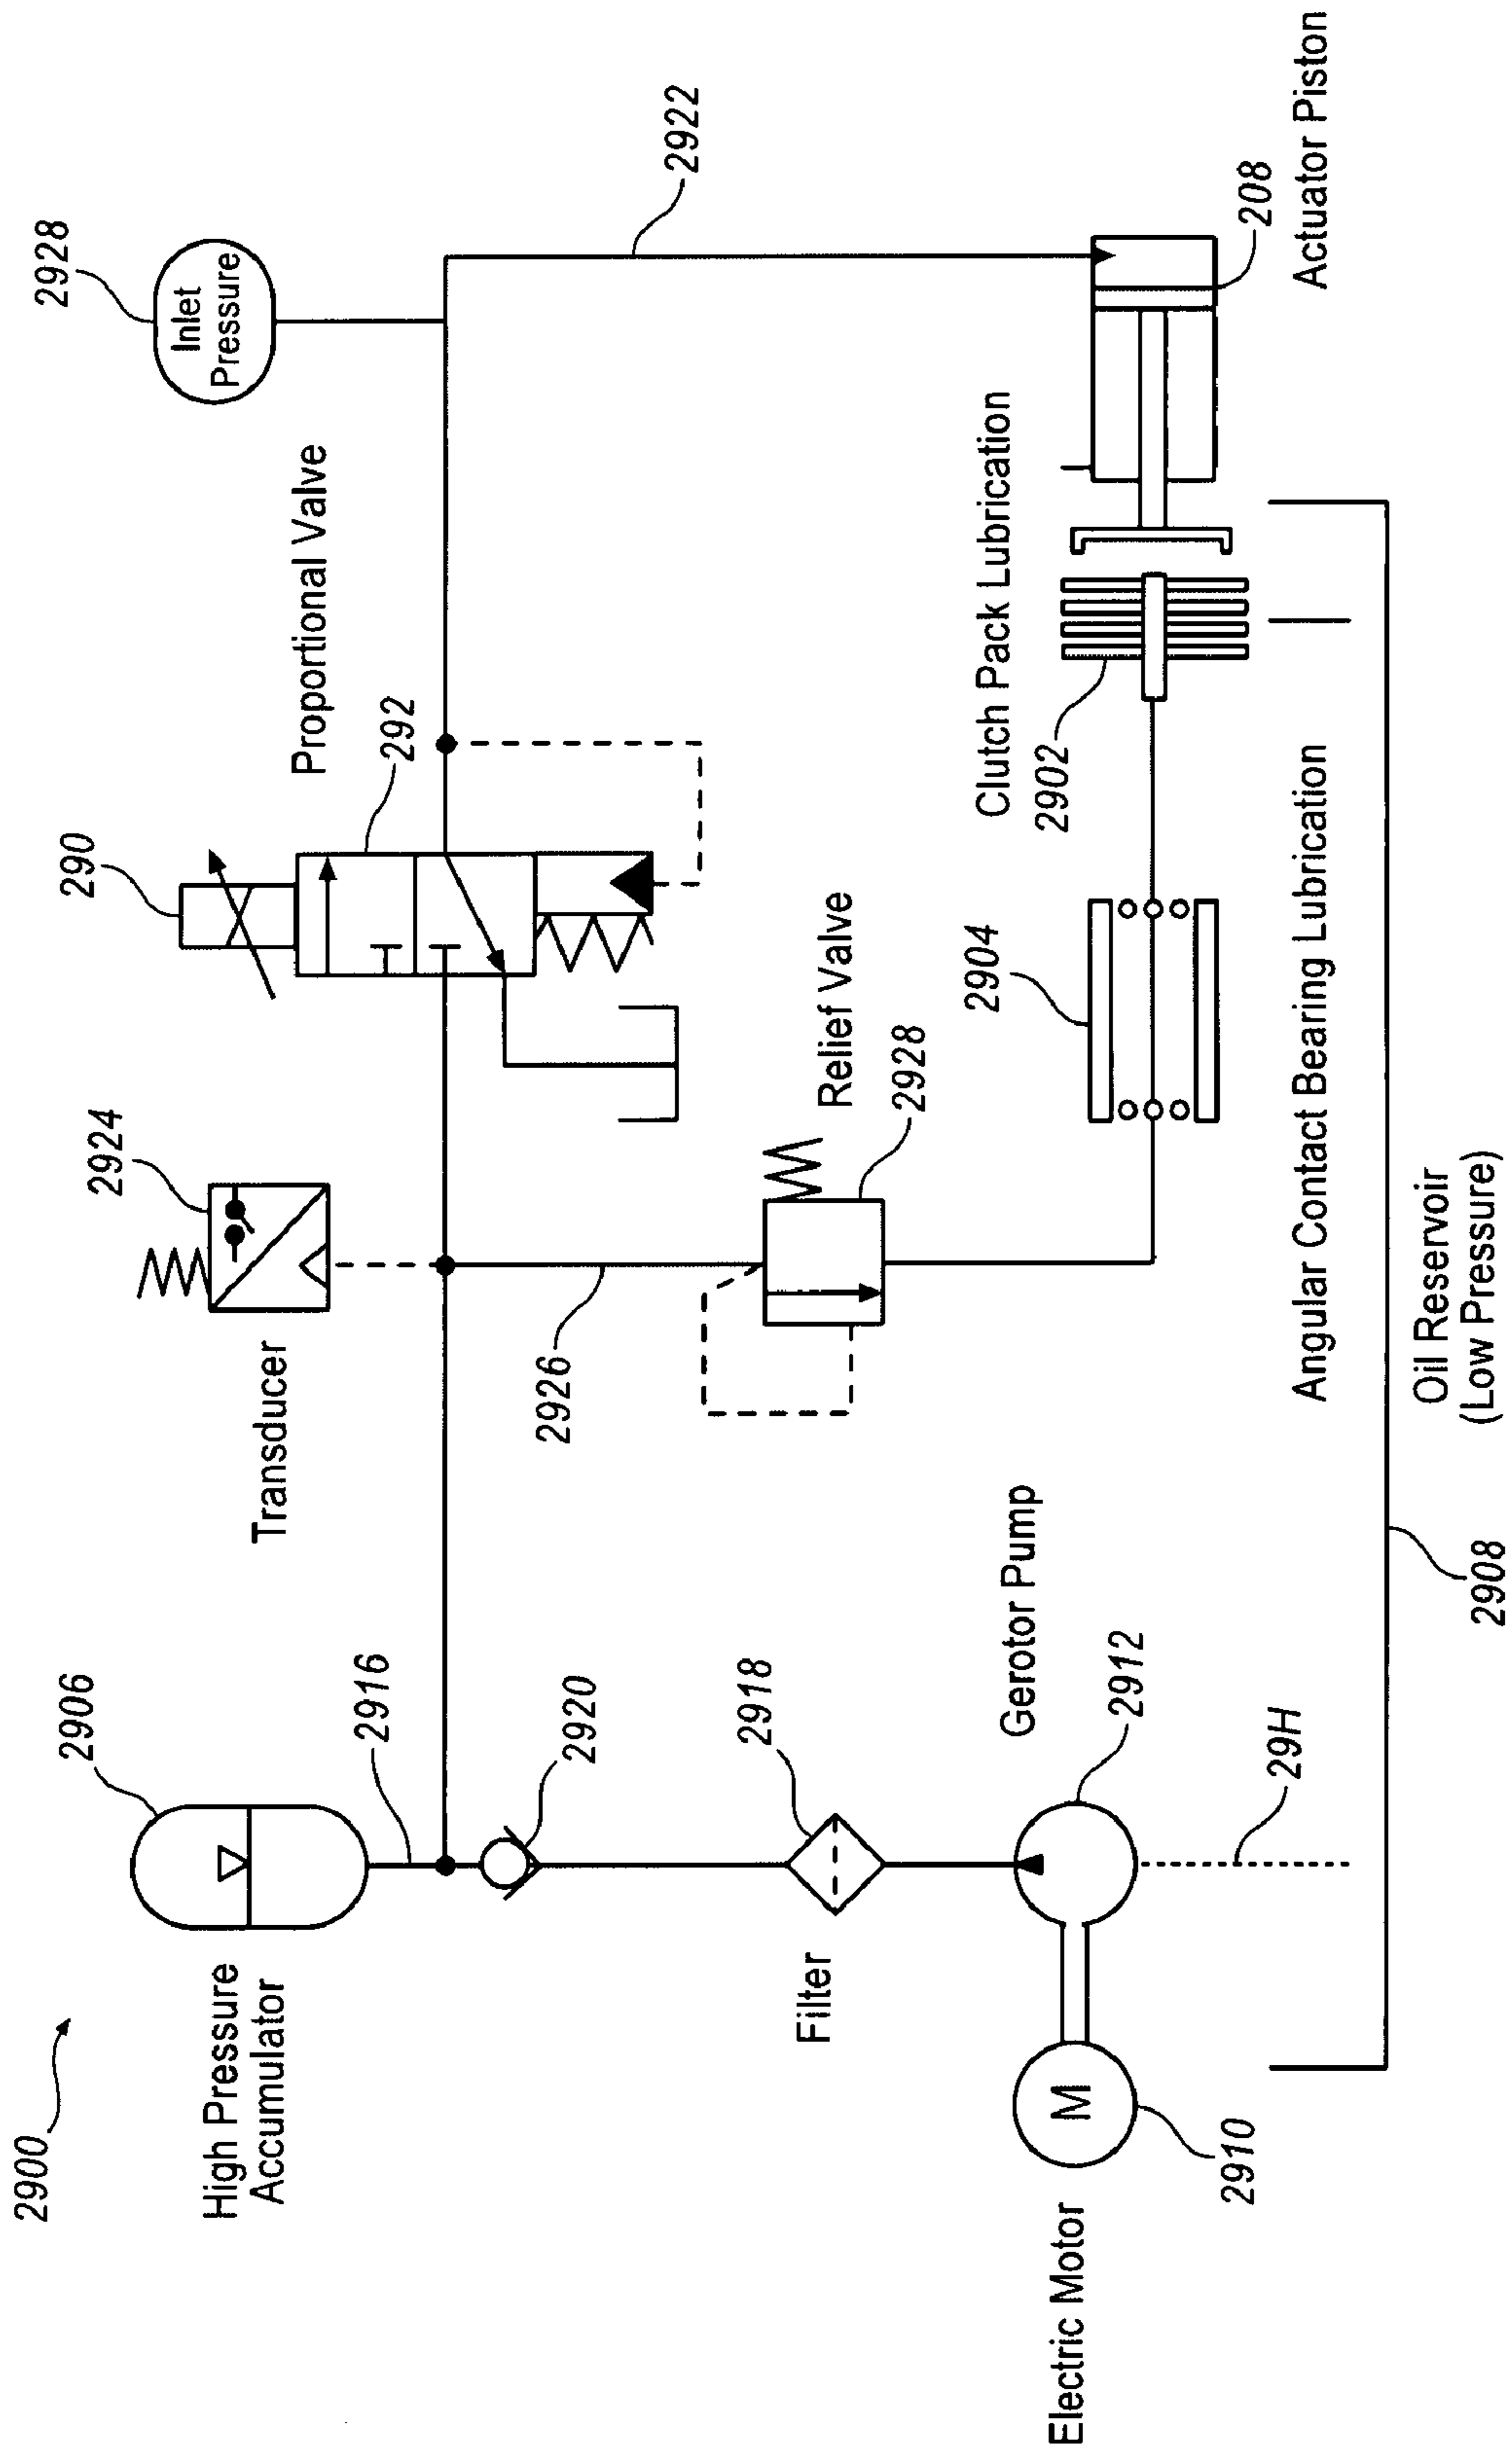 2900
High Pressure
Accumulator
2906
2916
2920
Transducer
2924
290
Proportional Valve
292
2928
Inlet
Pressure
2922
2926
Relief Valve
2928
Filter
2918
Gerotor Pump
2912
Electric Motor
M
2910
29H
2904
Angular Contact Bearing Lubrication
Clutch Pack Lubrication
2902
208
Actuator Piston
2908
Oil Reservoir
(Low Pressure)